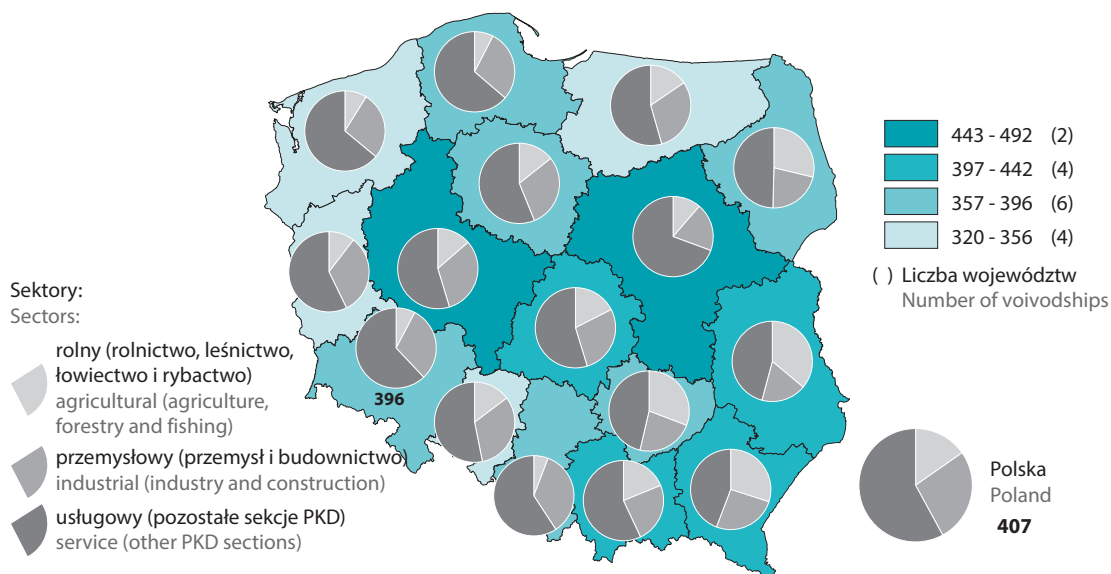 443 - 492 (2)
397 - 442 (4)
357 - 396 (6)
320 - 356 (4)
( ) Liczba województw
Number of voivodships
Sektory:
Sectors:
rolny (rolnictwo, leśnictwo,
łowiectwo i rybactwo)
agricultural (agriculture,
forestry and fishing)
przemysłowy (przemysł i budownictwo)
industrial (industry and construction)
usługowy (pozostałe sekcje PKD)
service (other PKD sections)
396
Polska
Poland
407